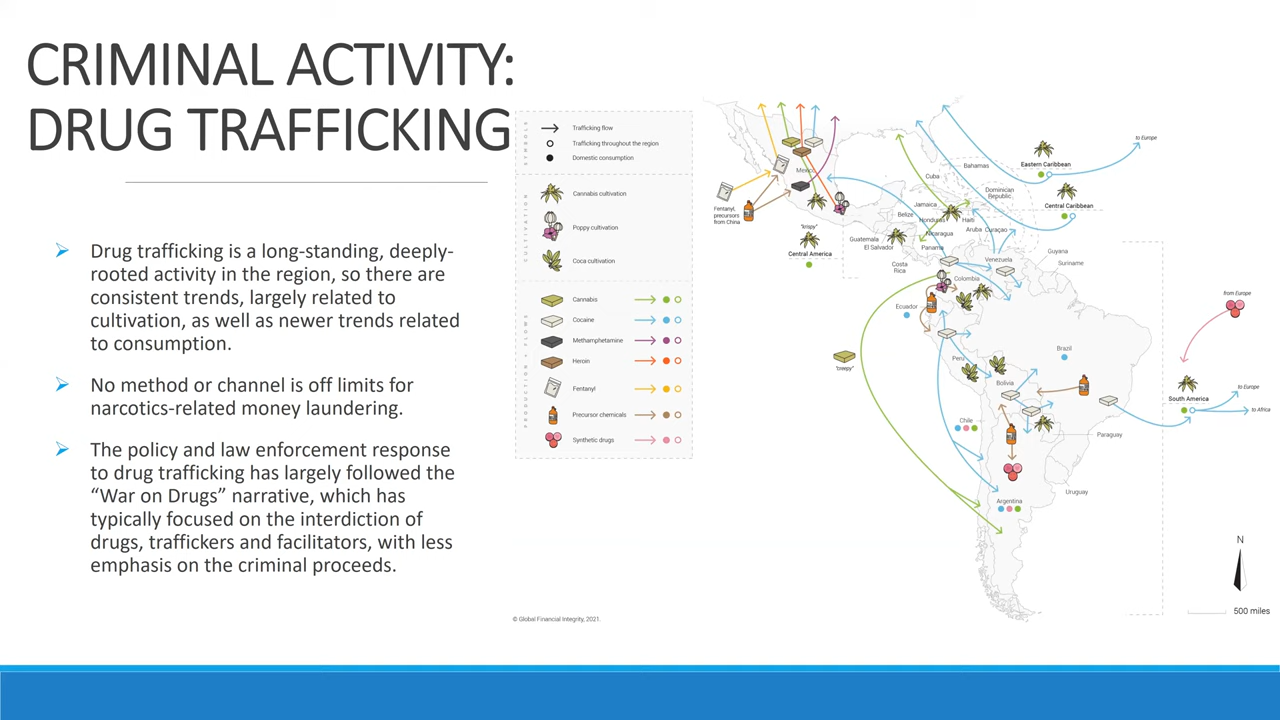 CRIMINAL ACTIVITY:
DRUG TRAFFICKING
➢ Drug trafficking is a long-standing, deeply-
rooted activity in the region, so there are
consistent trends, largely related to
cultivation, as well as newer trends related
to consumption.
➢ No method or channel is off limits for
narcotics-related money laundering.
➢ The policy and law enforcement response
to drug trafficking has largely followed the
“War on Drugs” narrative, which has
typically focused on the interdiction of
drugs, traffickers and facilitators, with less
emphasis on the criminal proceeds.
SYMBOLS
Trafficking flow
Trafficking throughout the region
Domestic consumption
CULTIVATION
Cannabis cultivation
Poppy cultivation
Coca cultivation
PRODUCTION + FLOWS
Cannabis
Cocaine
Methamphetamine
Heroin
Fentanyl
Precursor chemicals
Synthetic drugs
Mexico
Fentanyl,
precursors
from China
"krispy"
Central America
Guatemala
El Salvador
Belize
Honduras
Nicaragua
Costa
Rica
Panama
Cuba
Jamaica
Haiti
Bahamas
Dominican
Republic
Aruba
Curaçao
Eastern Caribbean
to Europe
Central Caribbean
Venezuela
Guyana
Suriname
Colombia
Ecuador
"creepy"
Peru
Brazil
Bolivia
Chile
Paraguay
Uruguay
Argentina
from Europe
South America
to Europe
to Africa
N
500 miles
© Global Financial Integrity, 2021.